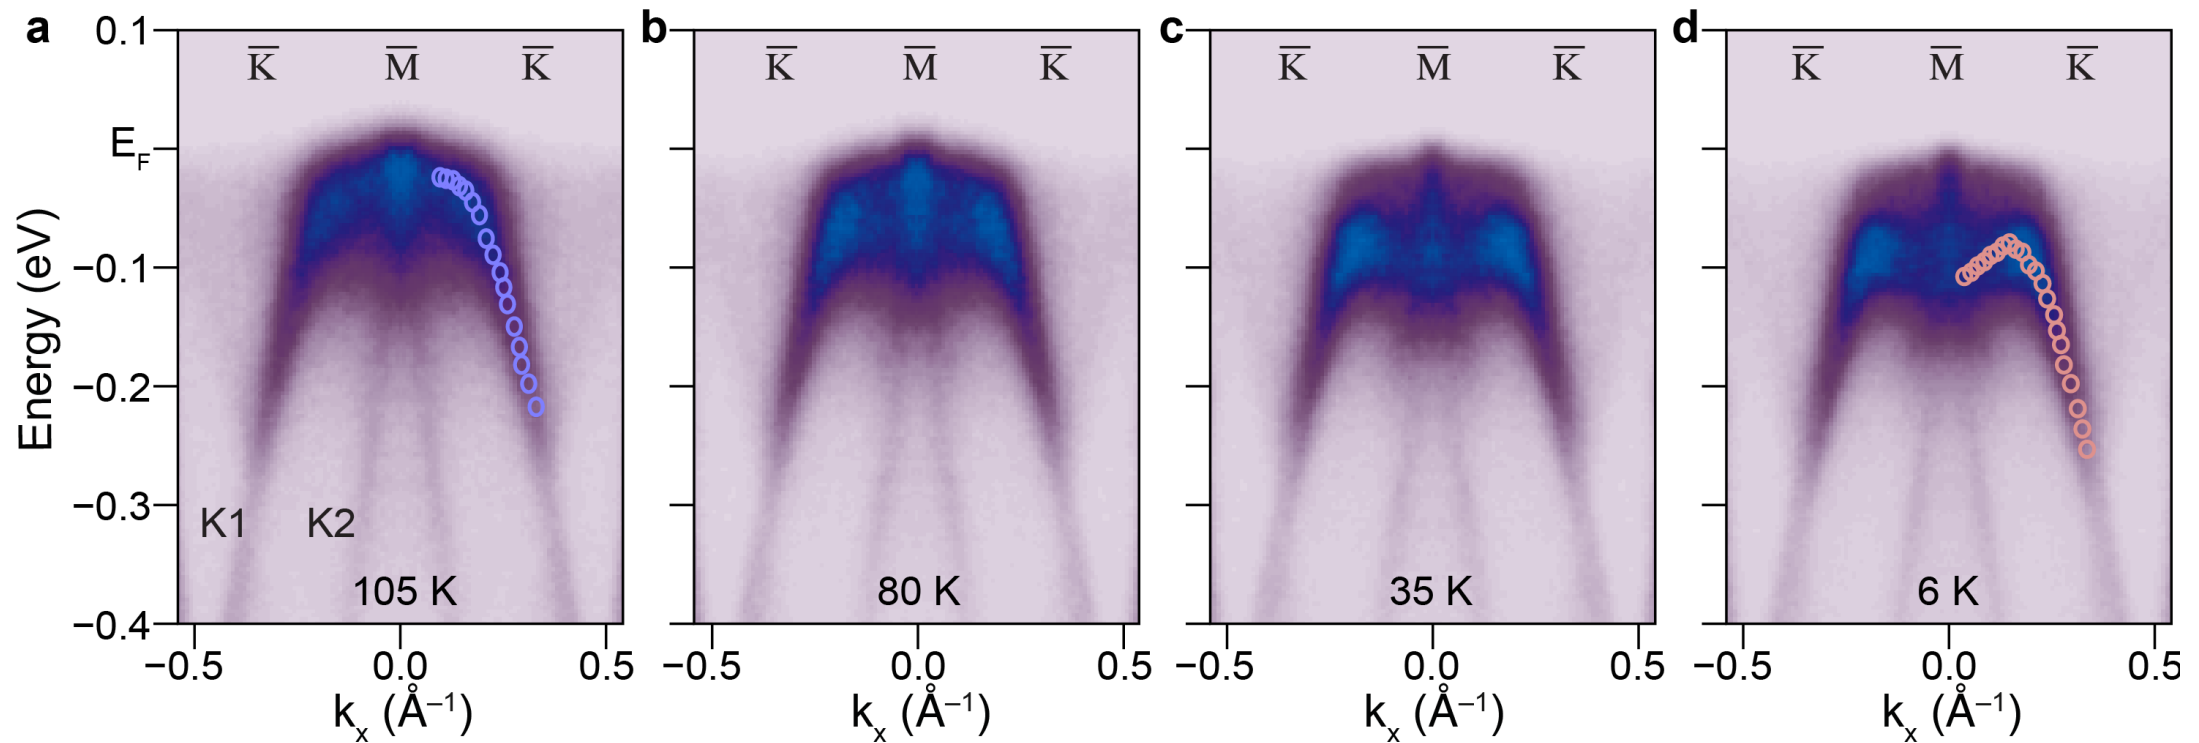 a b c d
0.1
K̅ M̅ K̅ K̅ M̅ K̅ K̅ M̅ K̅ K̅ M̅ K̅
E_F
−0.1
Energy (eV)
−0.2
−0.3
K1 K2
105 K 80 K 35 K 6 K
−0.4
−0.5 0.0 0.5 −0.5 0.0 0.5 −0.5 0.0 0.5 −0.5 0.0 0.5
k_x (Å⁻¹) k_x (Å⁻¹) k_x (Å⁻¹) k_x (Å⁻¹)